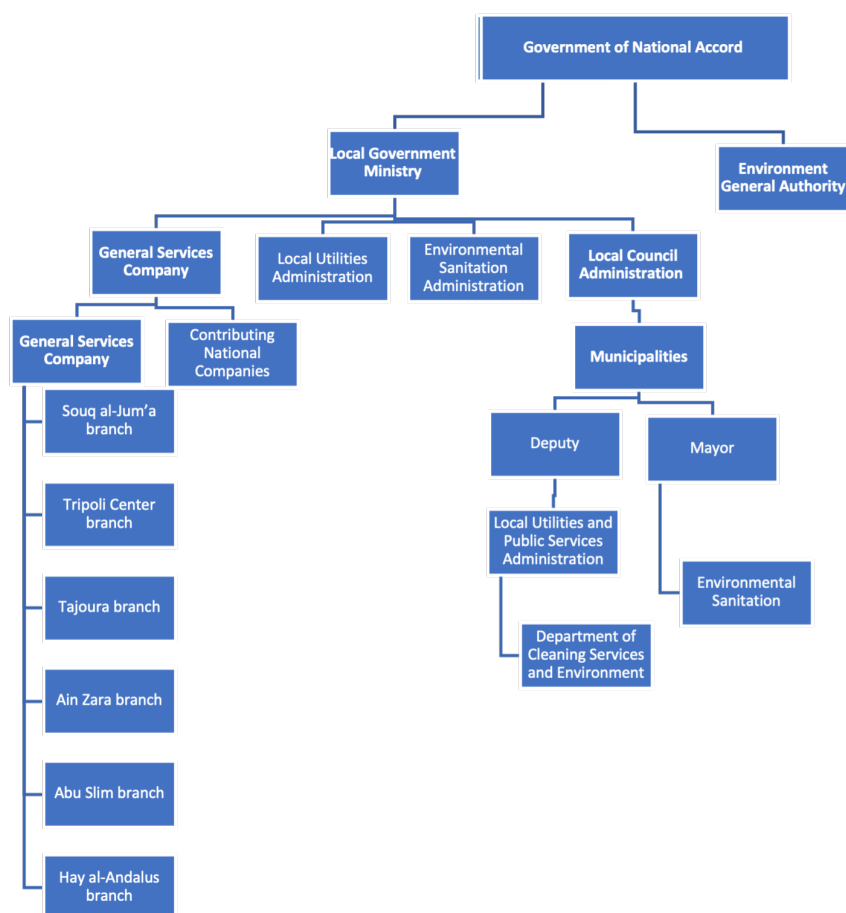 Government of National Accord
Local Government
Ministry
Environment
General Authority
General Services
Company
Local Utilities
Administration
Environmental
Sanitation
Administration
Local Council
Administration
General Services
Company
Contributing
National
Companies
Municipalities
Souq al-Jum’a
branch
Deputy
Mayor
Tripoli Center
branch
Local Utilities and
Public Services
Administration
Environmental
Sanitation
Tajoura branch
Department of
Cleaning Services
and Environment
Ain Zara branch
Abu Slim branch
Hay al-Andalus
branch